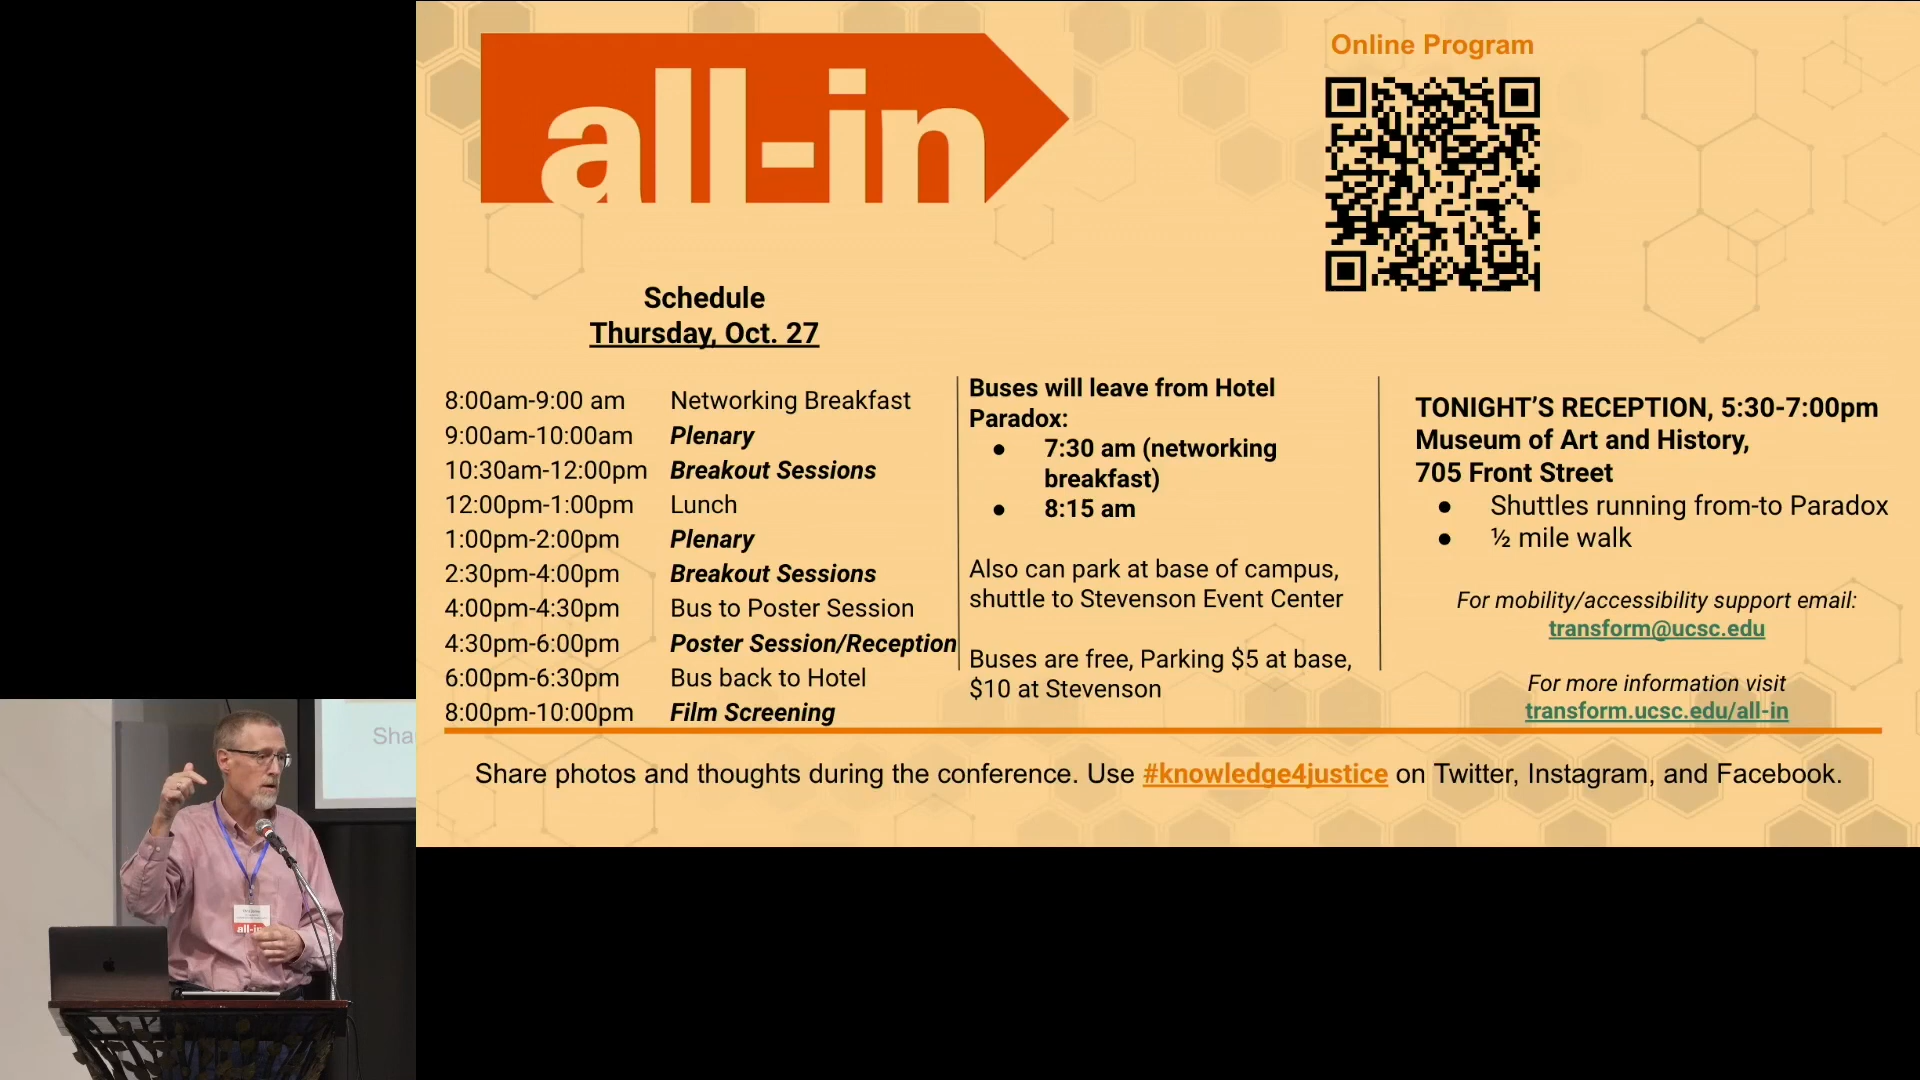 all-in
Online Program
Schedule
Thursday, Oct. 27
8:00am-9:00 am Networking Breakfast
9:00am-10:00am Plenary
10:30am-12:00pm Breakout Sessions
12:00pm-1:00pm Lunch
1:00pm-2:00pm Plenary
2:30pm-4:00pm Breakout Sessions
4:00pm-4:30pm Bus to Poster Session
4:30pm-6:00pm Poster Session/Reception
6:00pm-6:30pm Bus back to Hotel
8:00pm-10:00pm Film Screening
Buses will leave from Hotel
Paradox:
● 7:30 am (networking
breakfast)
● 8:15 am
Also can park at base of campus,
shuttle to Stevenson Event Center
Buses are free, Parking $5 at base,
$10 at Stevenson
TONIGHT’S RECEPTION, 5:30-7:00pm
Museum of Art and History,
705 Front Street
● Shuttles running from-to Paradox
● ½ mile walk
For mobility/accessibility support email:
transform@ucsc.edu
For more information visit
transform.ucsc.edu/all-in
Share photos and thoughts during the conference. Use #knowledge4justice on Twitter, Instagram, and Facebook.
Sha
all-in